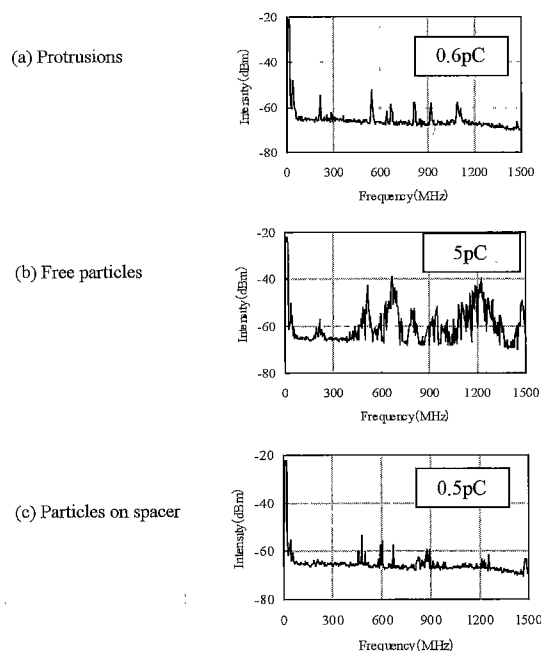 (a) Protrusions
0.6pC
Intensity(dBm)
-20
-40
-60
-80
0 300 600 900 1200 1500
Frequency(MHz)
(b) Free particles
5pC
Intensity(dBm)
-20
-40
-60
-80
0 300 600 900 1200 1500
Frequency(MHz)
(c) Particles on spacer
0.5pC
Intensity(dBm)
-20
-40
-60
-80
0 300 600 900 1200 1500
Frequency(MHz)